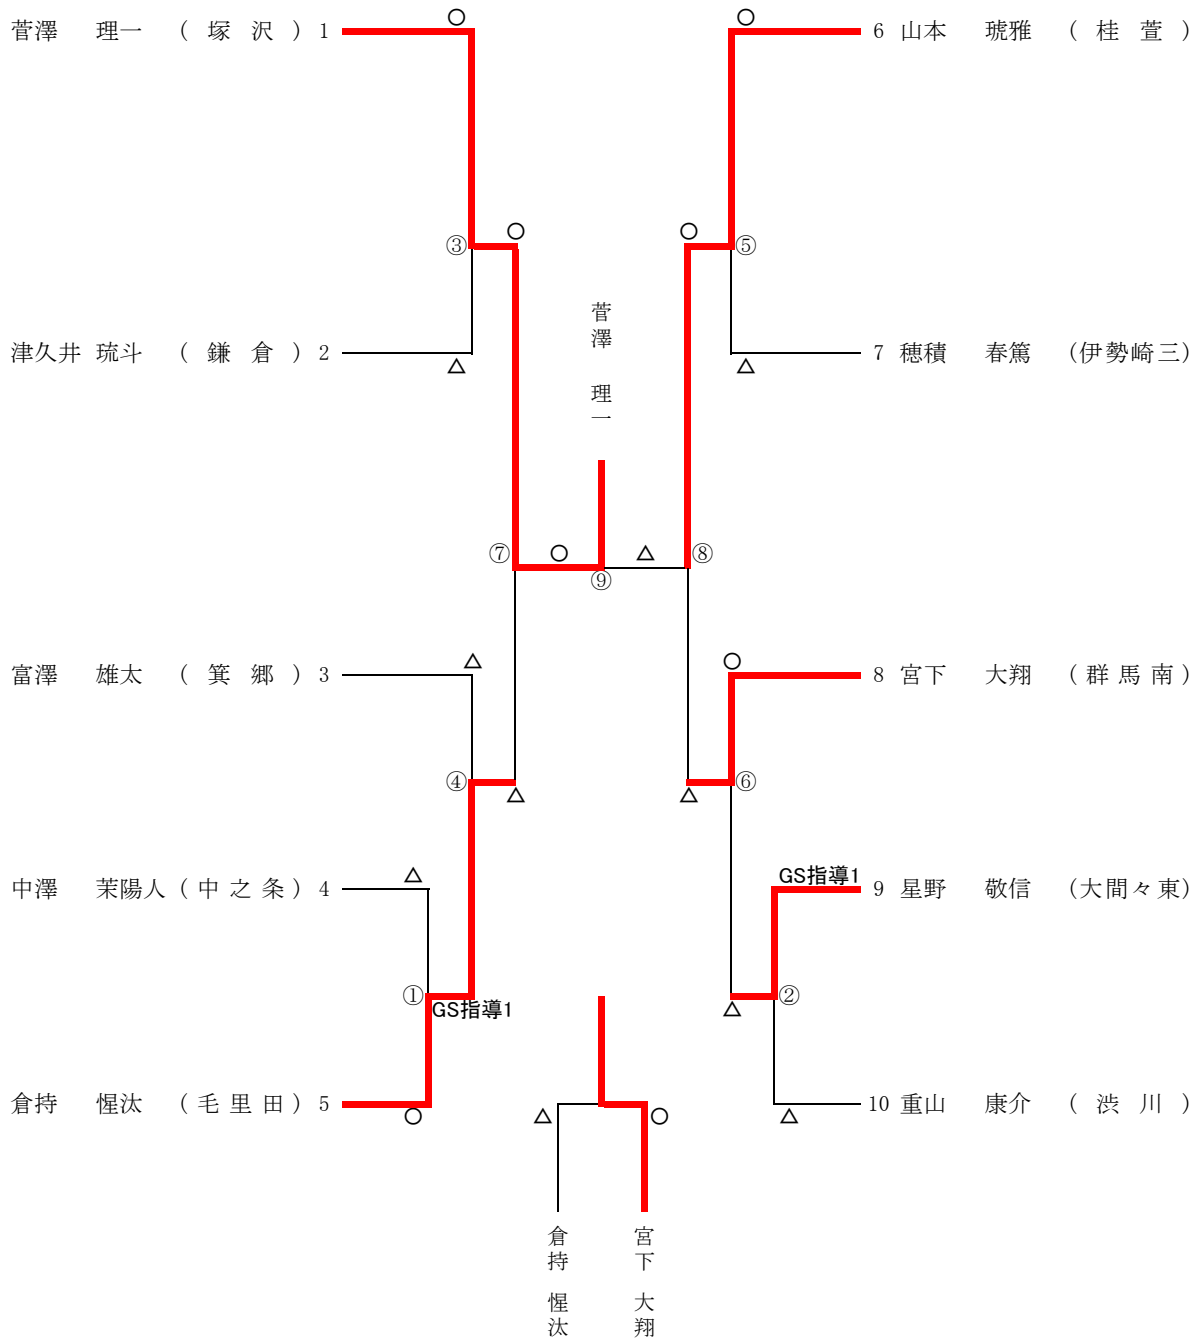 菅澤 理一 (塚沢) 1
津久井 琉斗 (鎌倉) 2
富澤 雄太 (箕郷) 3
中澤 茉陽人 (中之条) 4
倉持 惺汰 (毛里田) 5
6 山本 琥雅 (桂萱)
7 穂積 春篤 (伊勢崎三)
8 宮下 大翔 (群馬南)
9 星野 敬信 (大間々東)
10 重山 康介 (渋川)
③
⑤
菅澤 理一
⑦
⑧
⑨
④
⑥
GS指導1
①
GS指導1
②
倉持 惺汰
宮下 大翔